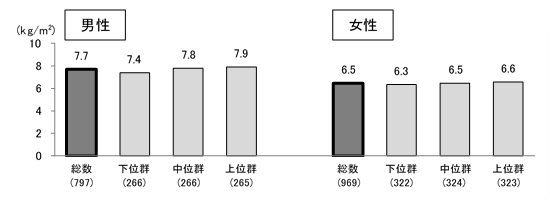 男性
女性
(kg/m²)
10
8
6
4
2
0
7.7 7.4 7.8 7.9
6.5 6.3 6.5 6.6
総数 下位群 中位群 上位群
(797) (266) (266) (265)
総数 下位群 中位群 上位群
(969) (322) (324) (323)